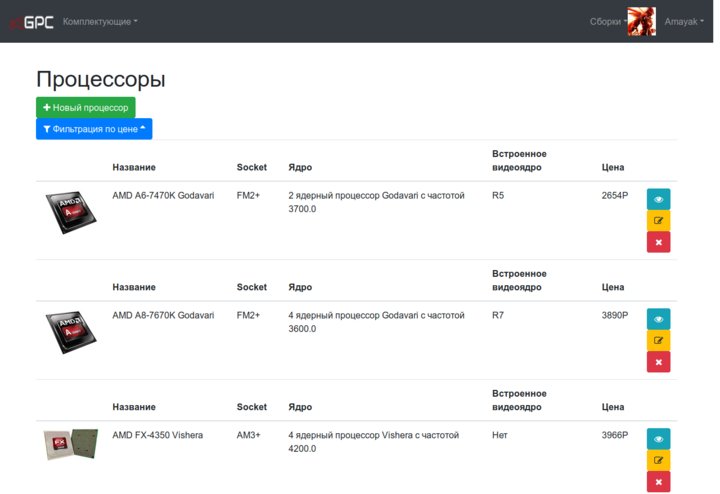 GPC Комплектующие Сборки Amayak
Процессоры
Новый процессор
Фильтрация по цене
Название Socket Ядро Встроенное видеоядро Цена
AMD A6-7470K Godavari FM2+ 2 ядерный процессор Godavari с частотой 3700.0 R5 2654Р
Название Socket Ядро Встроенное видеоядро Цена
AMD A8-7670K Godavari FM2+ 4 ядерный процессор Godavari с частотой 3600.0 R7 3890Р
Название Socket Ядро Встроенное видеоядро Цена
AMD FX-4350 Vishera AM3+ 4 ядерный процессор Vishera с частотой 4200.0 Нет 3966Р